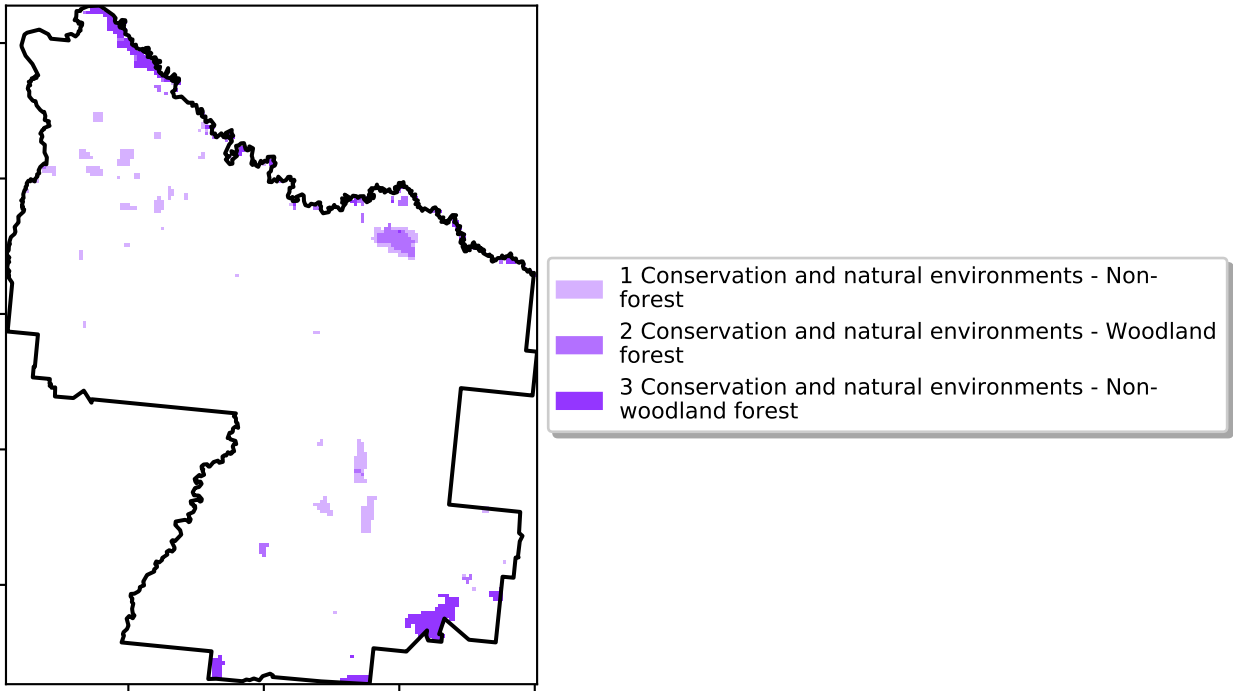 1 Conservation and natural environments - Non-
forest
2 Conservation and natural environments - Woodland
forest
3 Conservation and natural environments - Non-
woodland forest